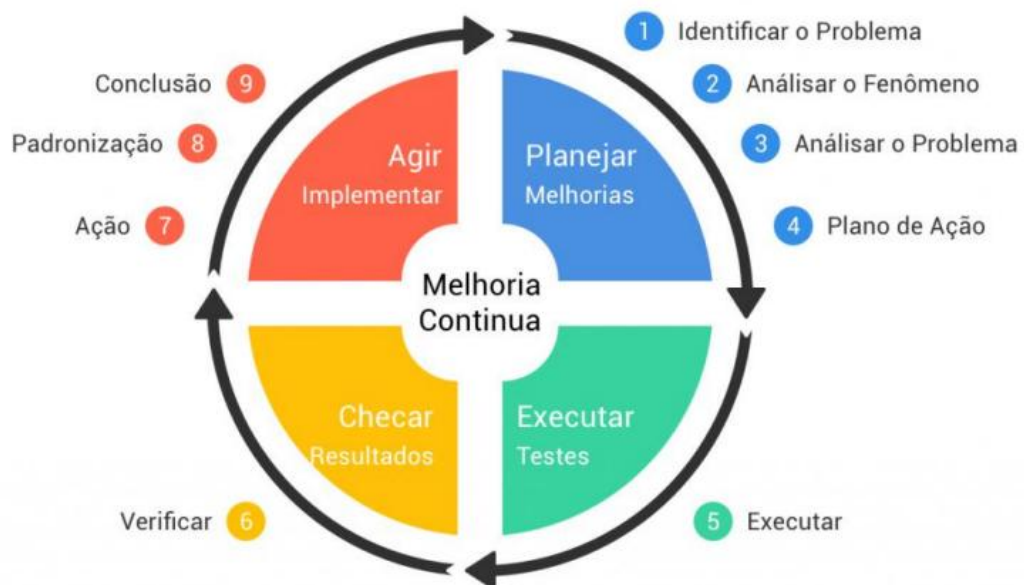 1 Identificar o Problema
2 Análisar o Fenômeno
3 Análisar o Problema
4 Plano de Ação
Planejar
Melhorias
Executar
Testes
5 Executar
Checar
Resultados
Verificar 6
Agir
Implementar
Ação 7
Padronização 8
Conclusão 9
Melhoria
Continua